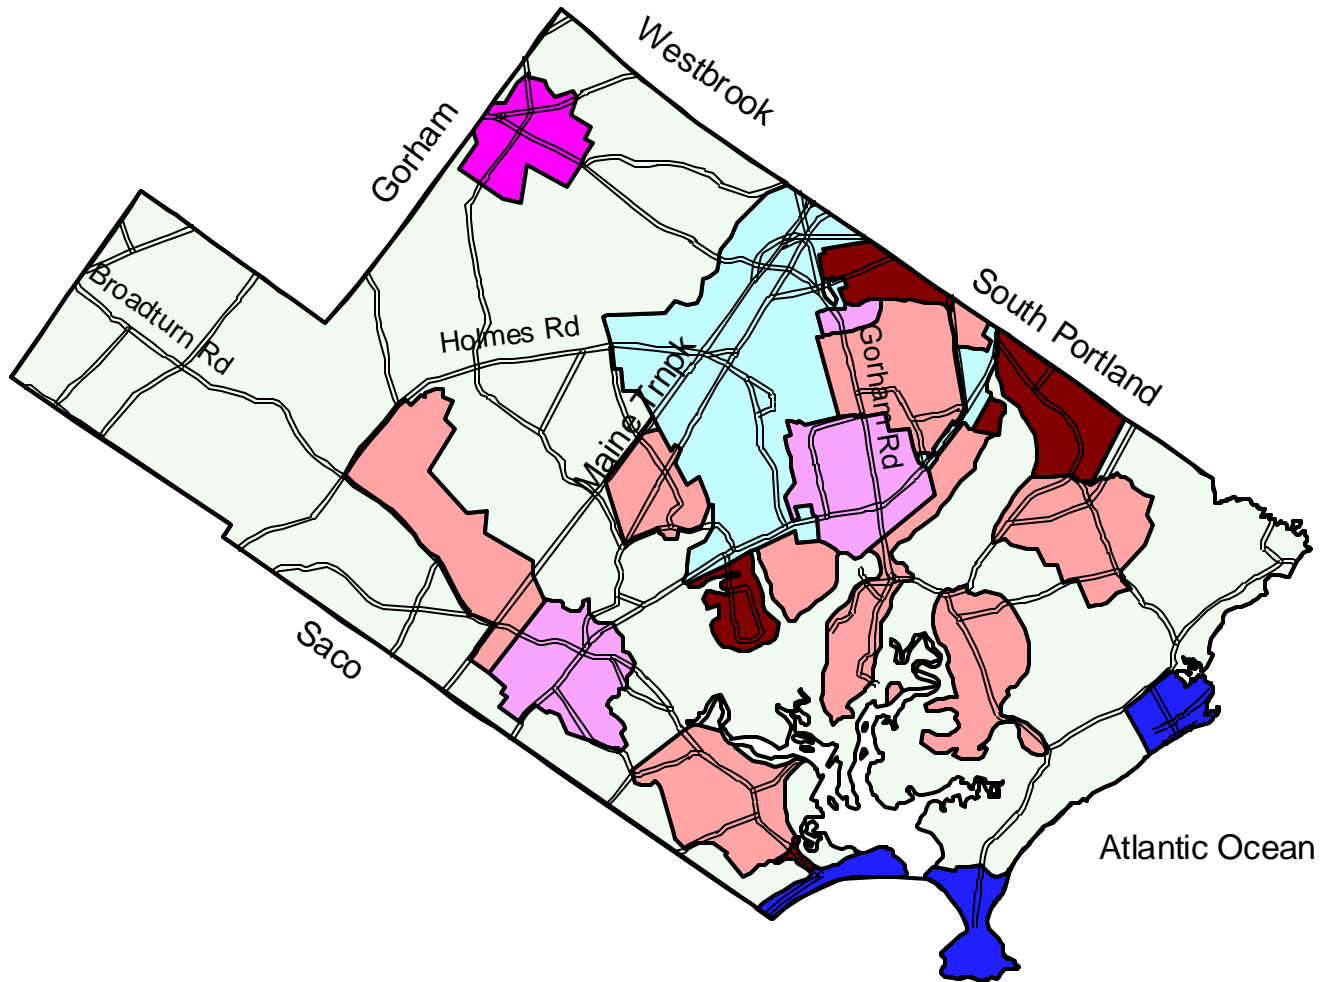 Westbrook
Gorham
Broadturn Rd
Holmes Rd
Maine Trnpk
Gorham Rd
South Portland
Saco
Atlantic Ocean